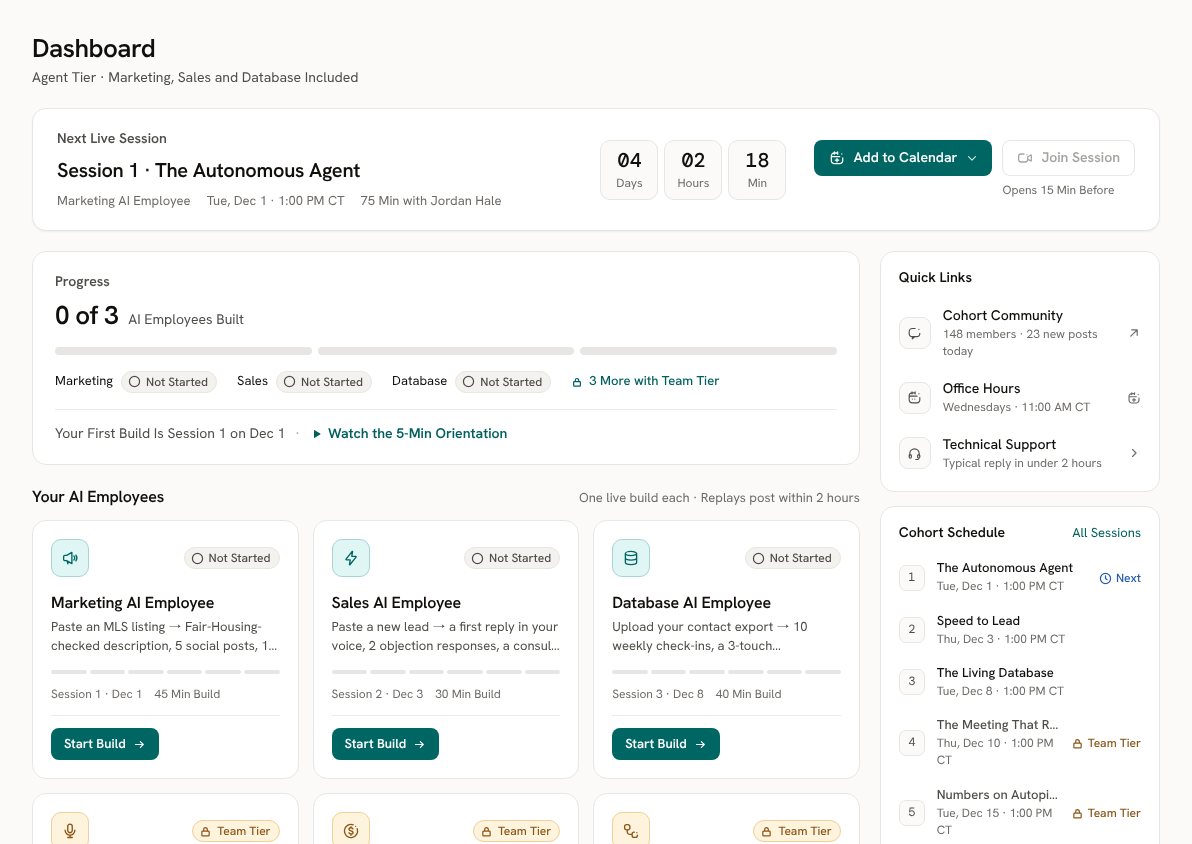 Dashboard
Agent Tier · Marketing, Sales and Database Included
Next Live Session
Session 1 · The Autonomous Agent
Marketing AI Employee Tue, Dec 1 · 1:00 PM CT 75 Min with Jordan Hale
04 02 18
Days Hours Min
Add to Calendar
Join Session
Opens 15 Min Before
Progress
0 of 3 AI Employees Built
Marketing Not Started Sales Not Started Database Not Started 3 More with Team Tier
Your First Build Is Session 1 on Dec 1 · Watch the 5-Min Orientation
Quick Links
Cohort Community
148 members · 23 new posts
today
Office Hours
Wednesdays · 11:00 AM CT
Technical Support
Typical reply in under 2 hours
Your AI Employees
One live build each · Replays post within 2 hours
Not Started
Marketing AI Employee
Paste an MLS listing → Fair-Housing-
checked description, 5 social posts, 1...
Session 1 · Dec 1 45 Min Build
Start Build →
Not Started
Sales AI Employee
Paste a new lead → a first reply in your
voice, 2 objection responses, a consul...
Session 2 · Dec 3 30 Min Build
Start Build →
Not Started
Database AI Employee
Upload your contact export → 10
weekly check-ins, a 3-touch...
Session 3 · Dec 8 40 Min Build
Start Build →
Team Tier
Team Tier
Team Tier
Cohort Schedule
All Sessions
1 The Autonomous Agent
Tue, Dec 1 · 1:00 PM CT
Next
2 Speed to Lead
Thu, Dec 3 · 1:00 PM CT
3 The Living Database
Tue, Dec 8 · 1:00 PM CT
4 The Meeting That R...
Thu, Dec 10 · 1:00 PM
CT
Team Tier
5 Numbers on Autopi...
Tue, Dec 15 · 1:00 PM
CT
Team Tier